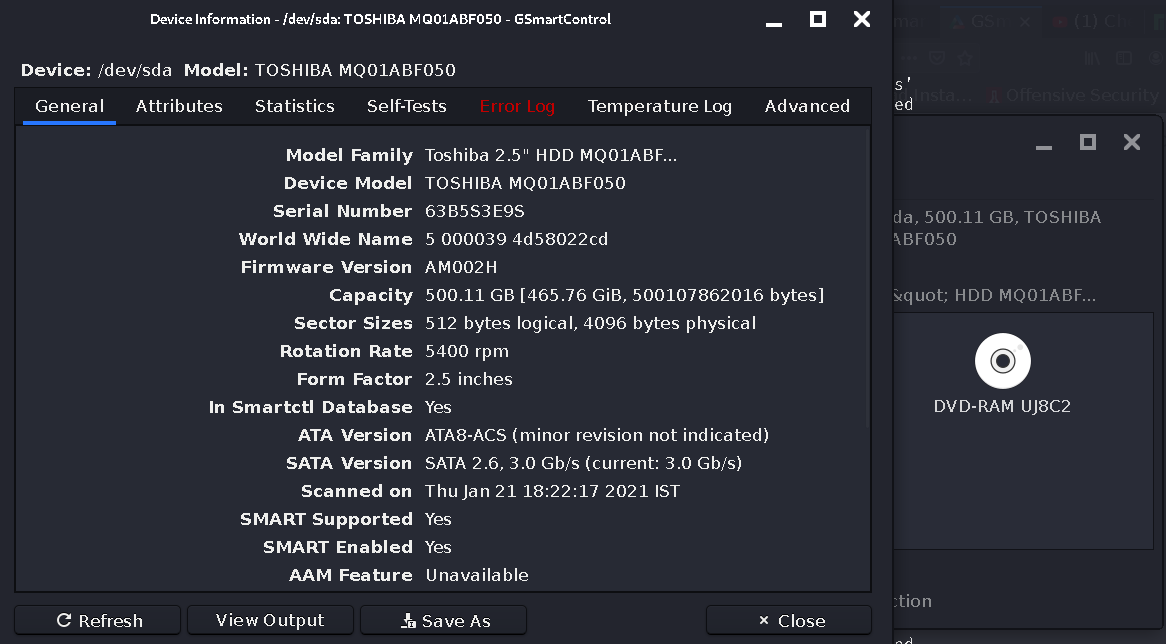 Device Information - /dev/sda: TOSHIBA MQ01ABF050 - GSmartControl
Device: /dev/sda Model: TOSHIBA MQ01ABF050
General Attributes Statistics Self-Tests Error Log Temperature Log Advanced
Model Family Toshiba 2.5" HDD MQ01ABF...
Device Model TOSHIBA MQ01ABF050
Serial Number 63B5S3E9S
World Wide Name 5 000039 4d58022cd
Firmware Version AM002H
Capacity 500.11 GB [465.76 GiB, 500107862016 bytes]
Sector Sizes 512 bytes logical, 4096 bytes physical
Rotation Rate 5400 rpm
Form Factor 2.5 inches
In Smartctl Database Yes
ATA Version ATA8-ACS (minor revision not indicated)
SATA Version SATA 2.6, 3.0 Gb/s (current: 3.0 Gb/s)
Scanned on Thu Jan 21 18:22:17 2021 IST
SMART Supported Yes
SMART Enabled Yes
AAM Feature Unavailable
Refresh View Output Save As Close
(1)
s'
ed
Offensive Security
da, 500.11 GB, TOSHIBA
ABF050
&quot; HDD MQ01ABF...
DVD-RAM UJ8C2
ction